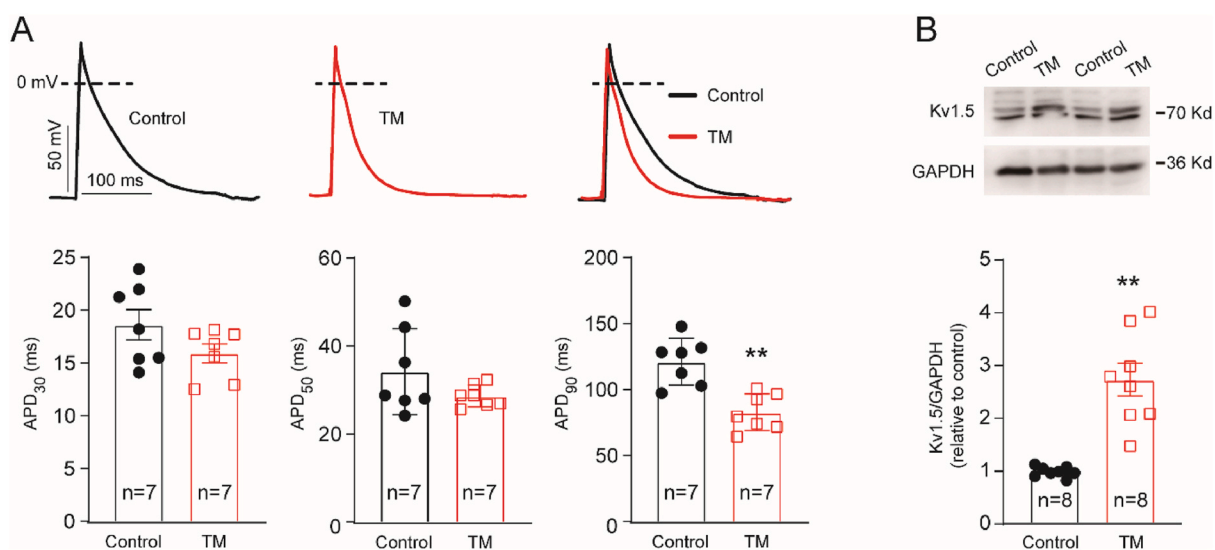 A
0 mV
50 mV
100 ms
Control
TM
Control
TM
B
Control
TM
Control
TM
Kv1.5
–70 Kd
GAPDH
–36 Kd
APD30 (ms)
25
20
15
10
5
0
n=7
n=7
Control
TM
APD50 (ms)
60
40
20
0
n=7
n=7
Control
TM
APD90 (ms)
200
150
100
50
0
**
n=7
n=7
Control
TM
Kv1.5/GAPDH
(relative to control)
5
4
3
2
1
0
**
n=8
n=8
Control
TM